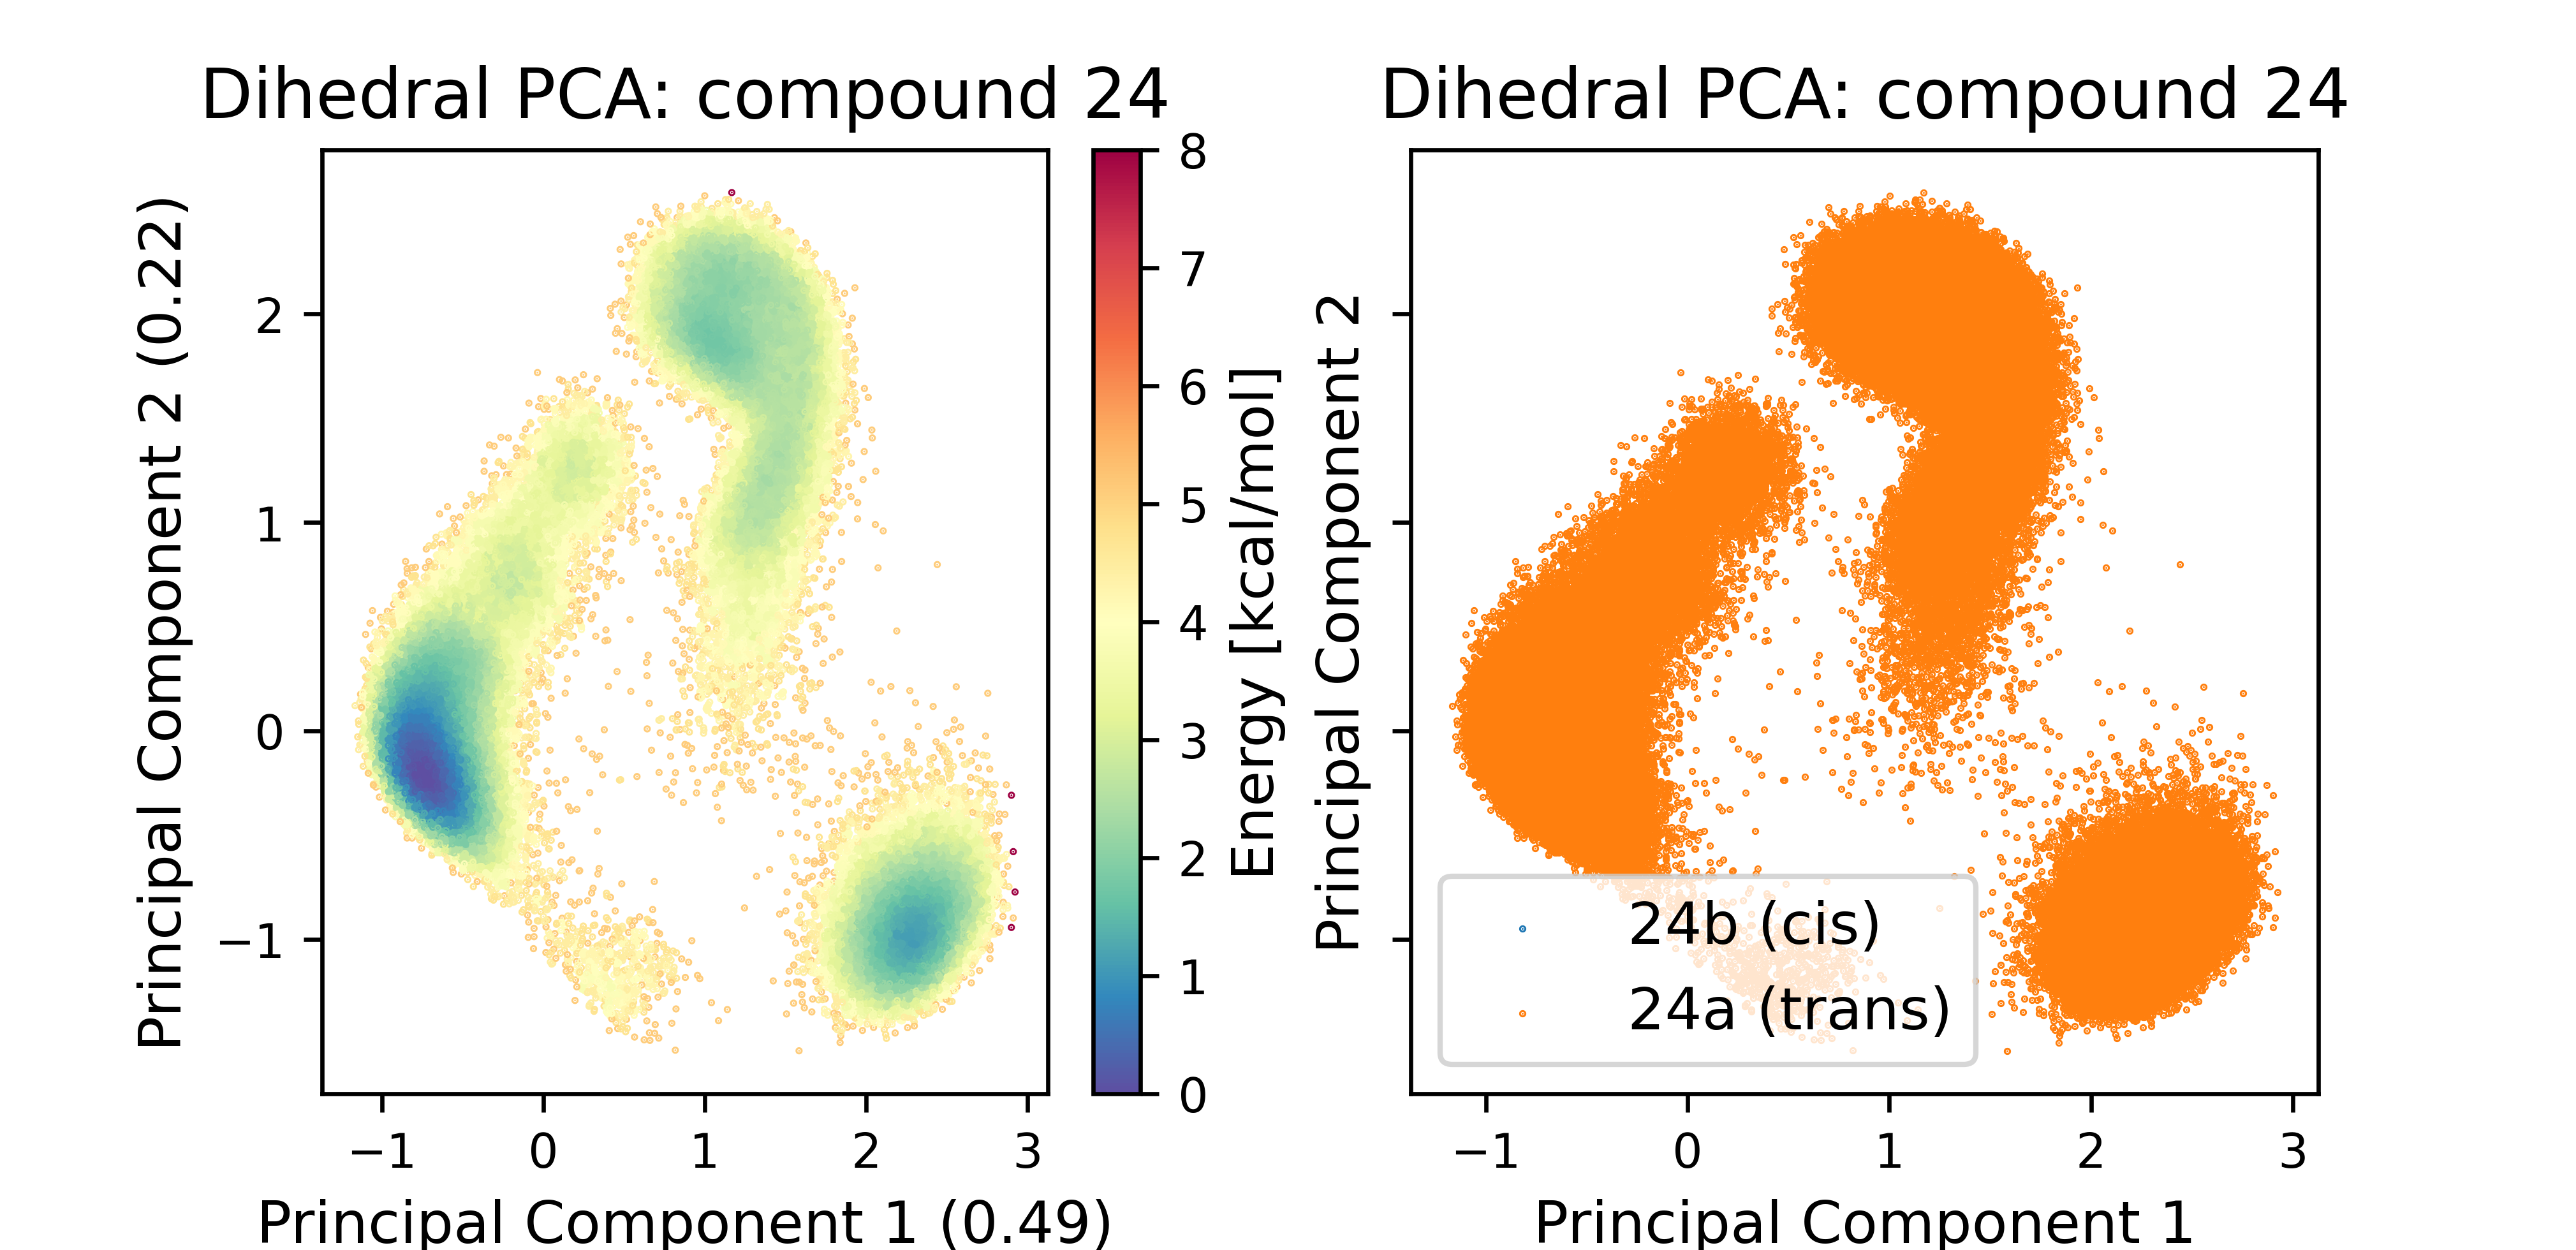 Dihedral PCA: compound 24
Principal Component 2 (0.22)
2
1
0
−1
−1 0 1 2 3
Principal Component 1 (0.49)
8
7
6
5
4
3
2
1
0
Energy [kcal/mol]
Dihedral PCA: compound 24
Principal Component 2
24b (cis)
24a (trans)
−1 0 1 2 3
Principal Component 1